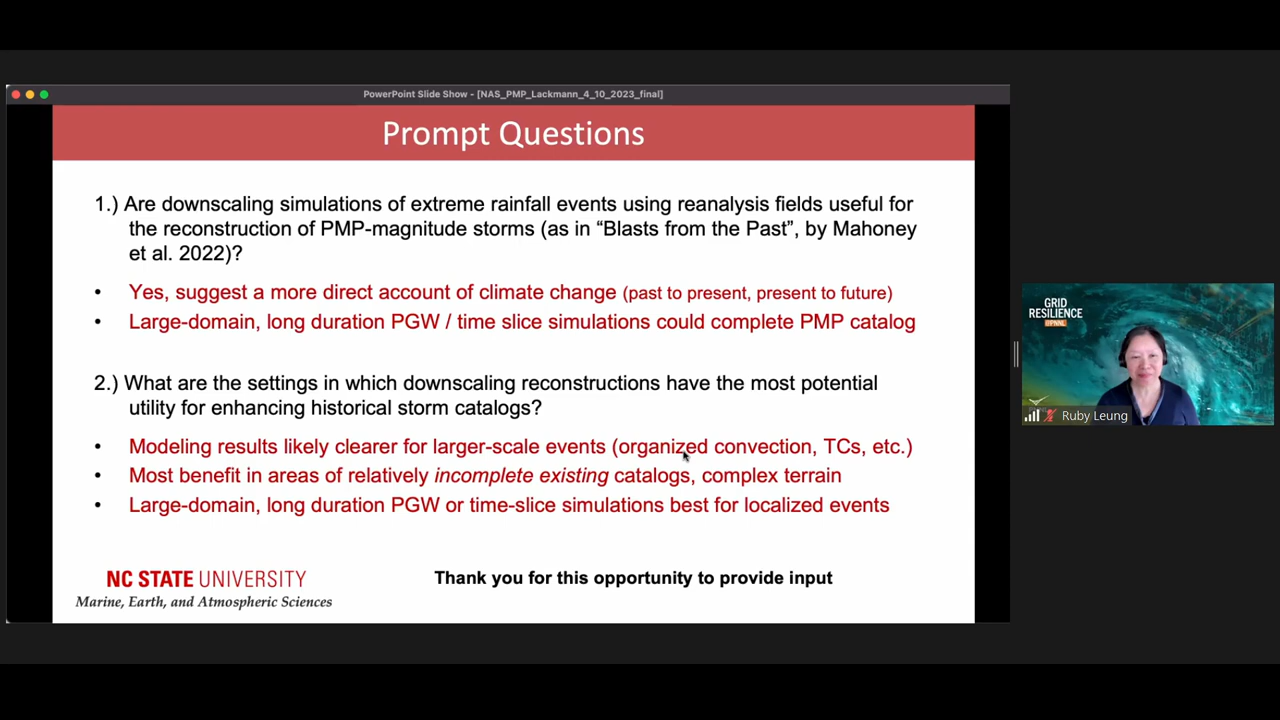 PowerPoint Slide Show - [NAS_PMP_Lackmann_4_10_2023_final]
Prompt Questions
1.) Are downscaling simulations of extreme rainfall events using reanalysis fields useful for
the reconstruction of PMP-magnitude storms (as in “Blasts from the Past”, by Mahoney
et al. 2022)?
• Yes, suggest a more direct account of climate change (past to present, present to future)
• Large-domain, long duration PGW / time slice simulations could complete PMP catalog
2.) What are the settings in which downscaling reconstructions have the most potential
utility for enhancing historical storm catalogs?
• Modeling results likely clearer for larger-scale events (organized convection, TCs, etc.)
• Most benefit in areas of relatively incomplete existing catalogs, complex terrain
• Large-domain, long duration PGW or time-slice simulations best for localized events
NC STATE UNIVERSITY
Marine, Earth, and Atmospheric Sciences
Thank you for this opportunity to provide input
GRID
RESILIENCE
@PNNL
Ruby Leung